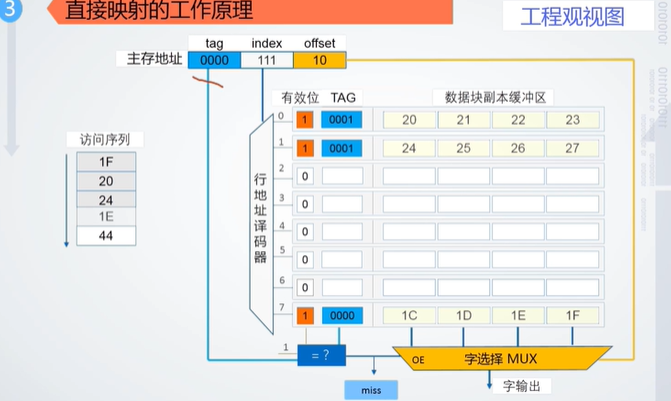 3
直接映射的工作原理
工程观视图
tag index offset
主存地址 0000 111 10
有效位 TAG 数据块副本缓冲区
0 1 0001 20 21 22 23
1 1 0001 24 25 26 27
2 0
3 0
4 0
5 0
6 0
7 1 0000 1C 1D 1E 1F
行地址译码器
访问序列
1F
20
24
1E
44
1
= ?
OE 字选择 MUX
miss
字输出